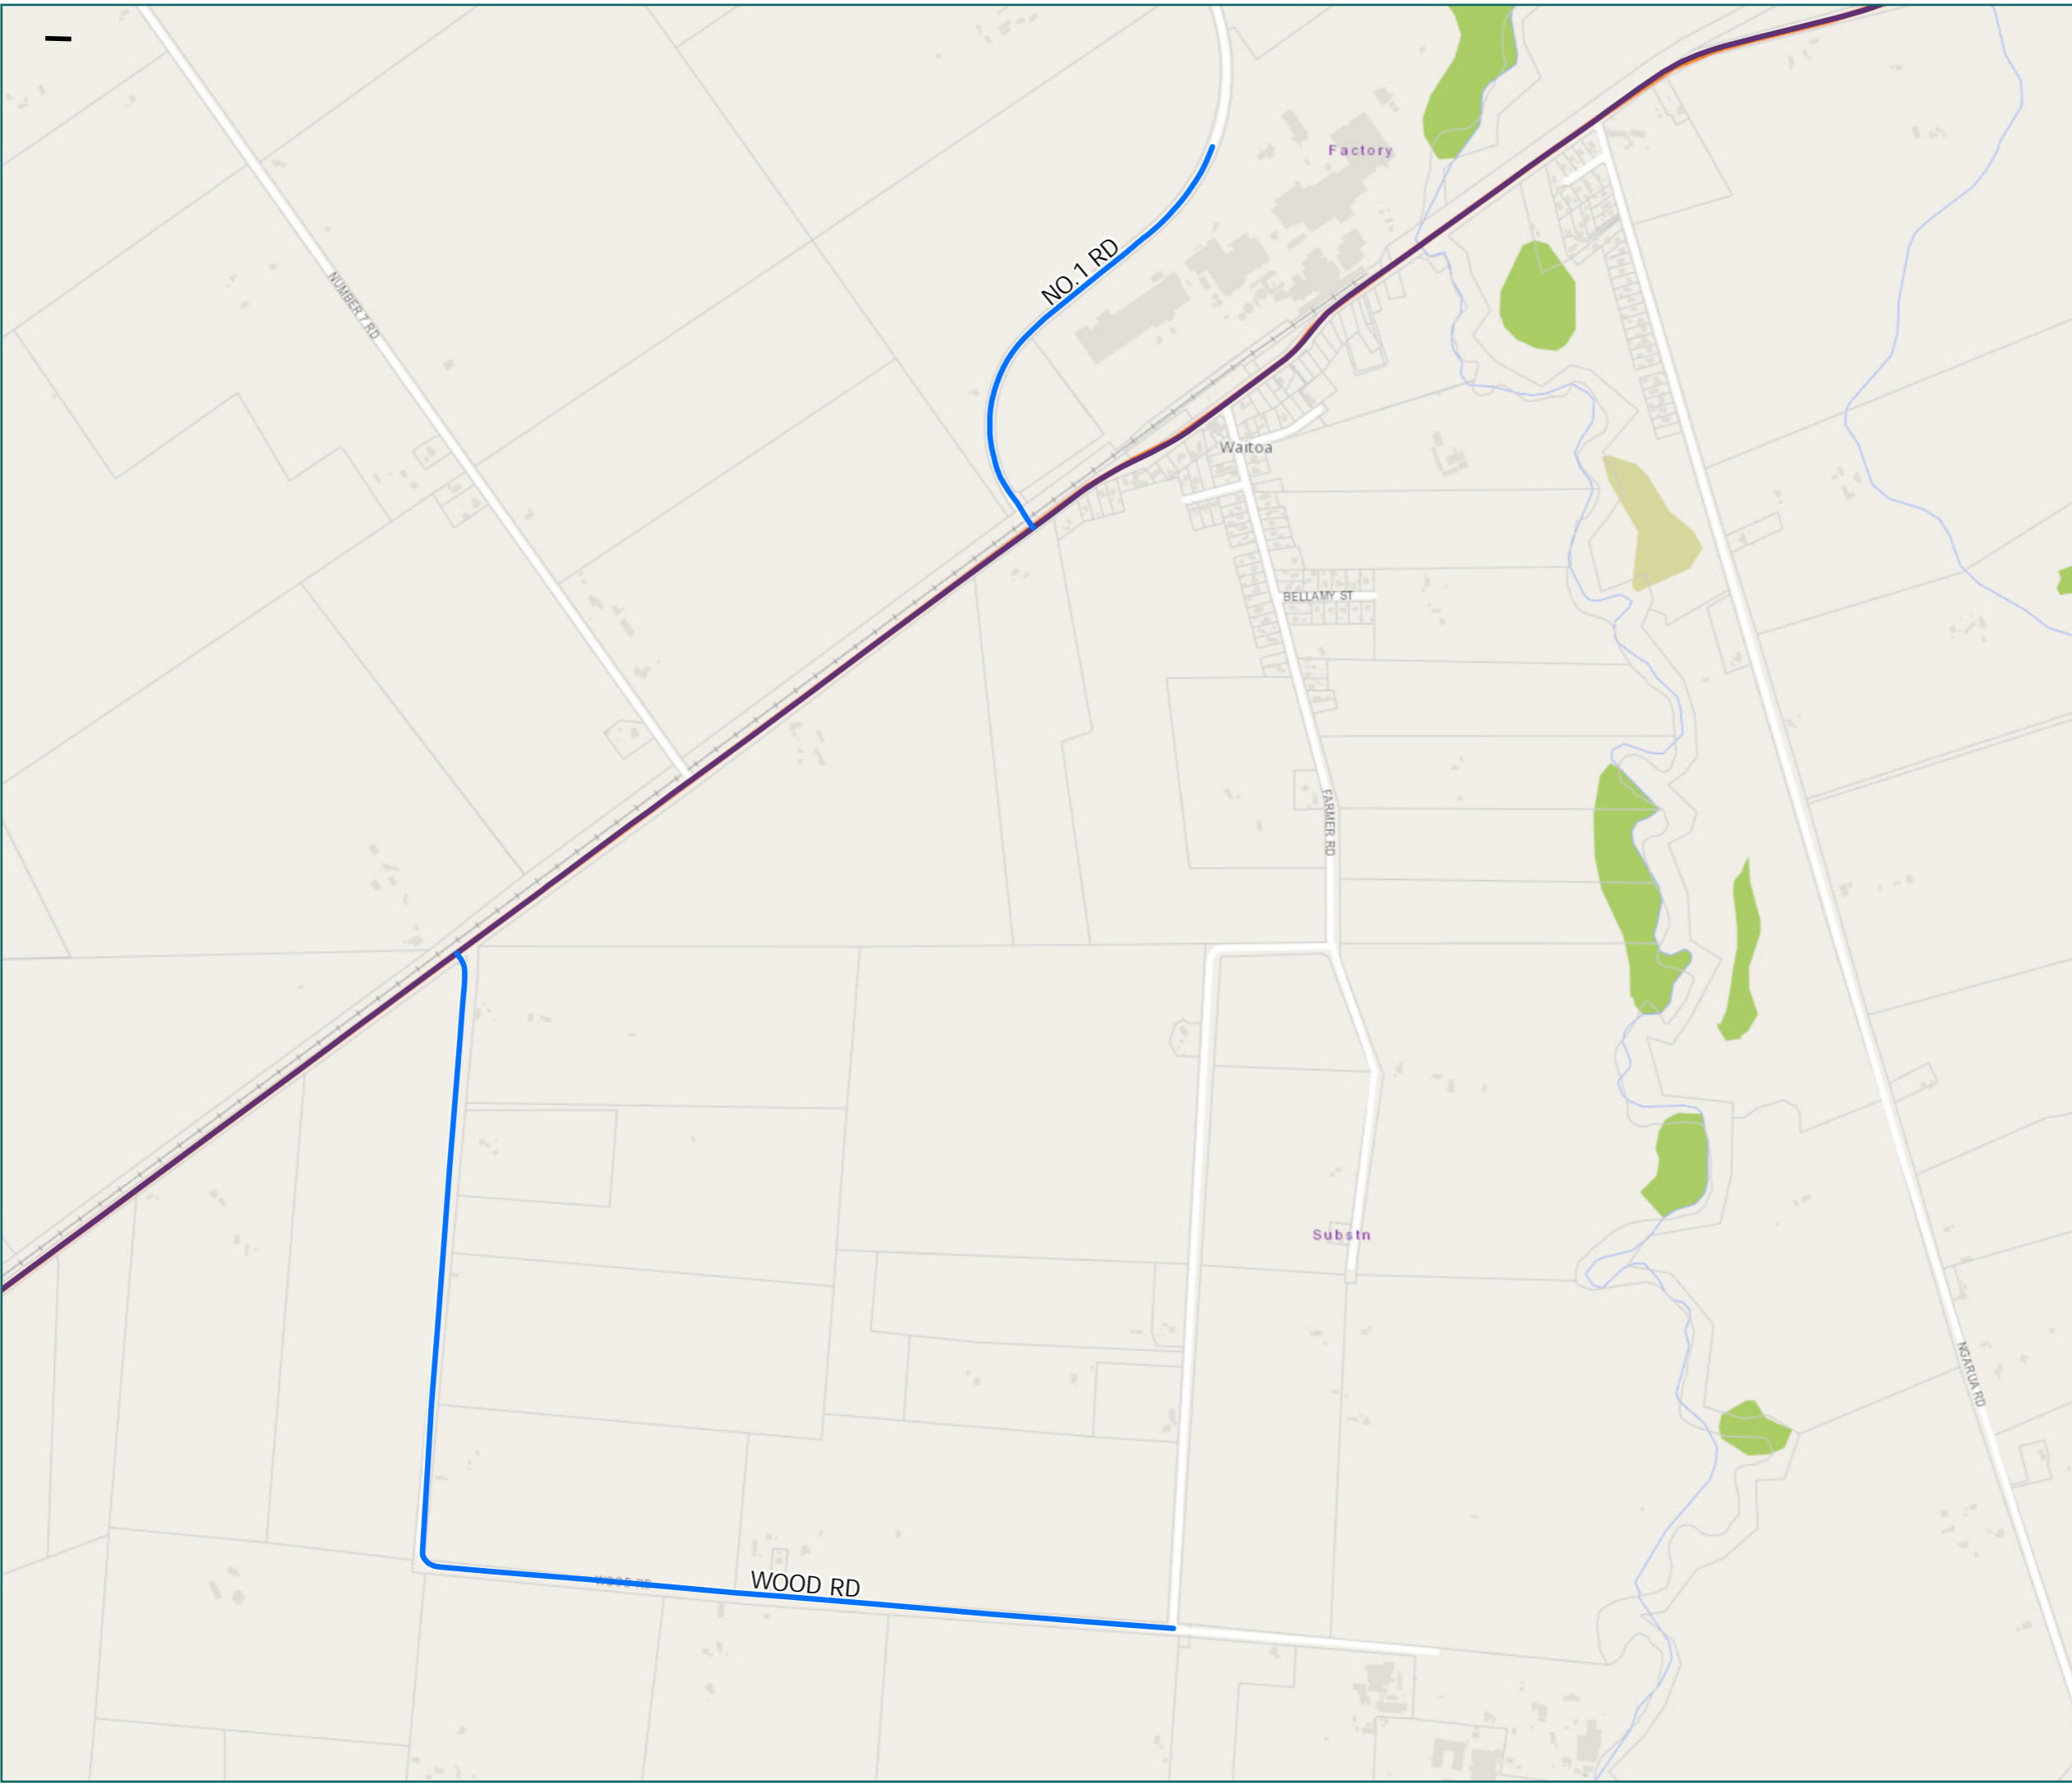 Factory
NO.1 RD
NUMBER 7 RD
Waitoa
BELLAMY ST
FARMER RD
Substn
NGARUA RD
WOOD RD
WOOD RD